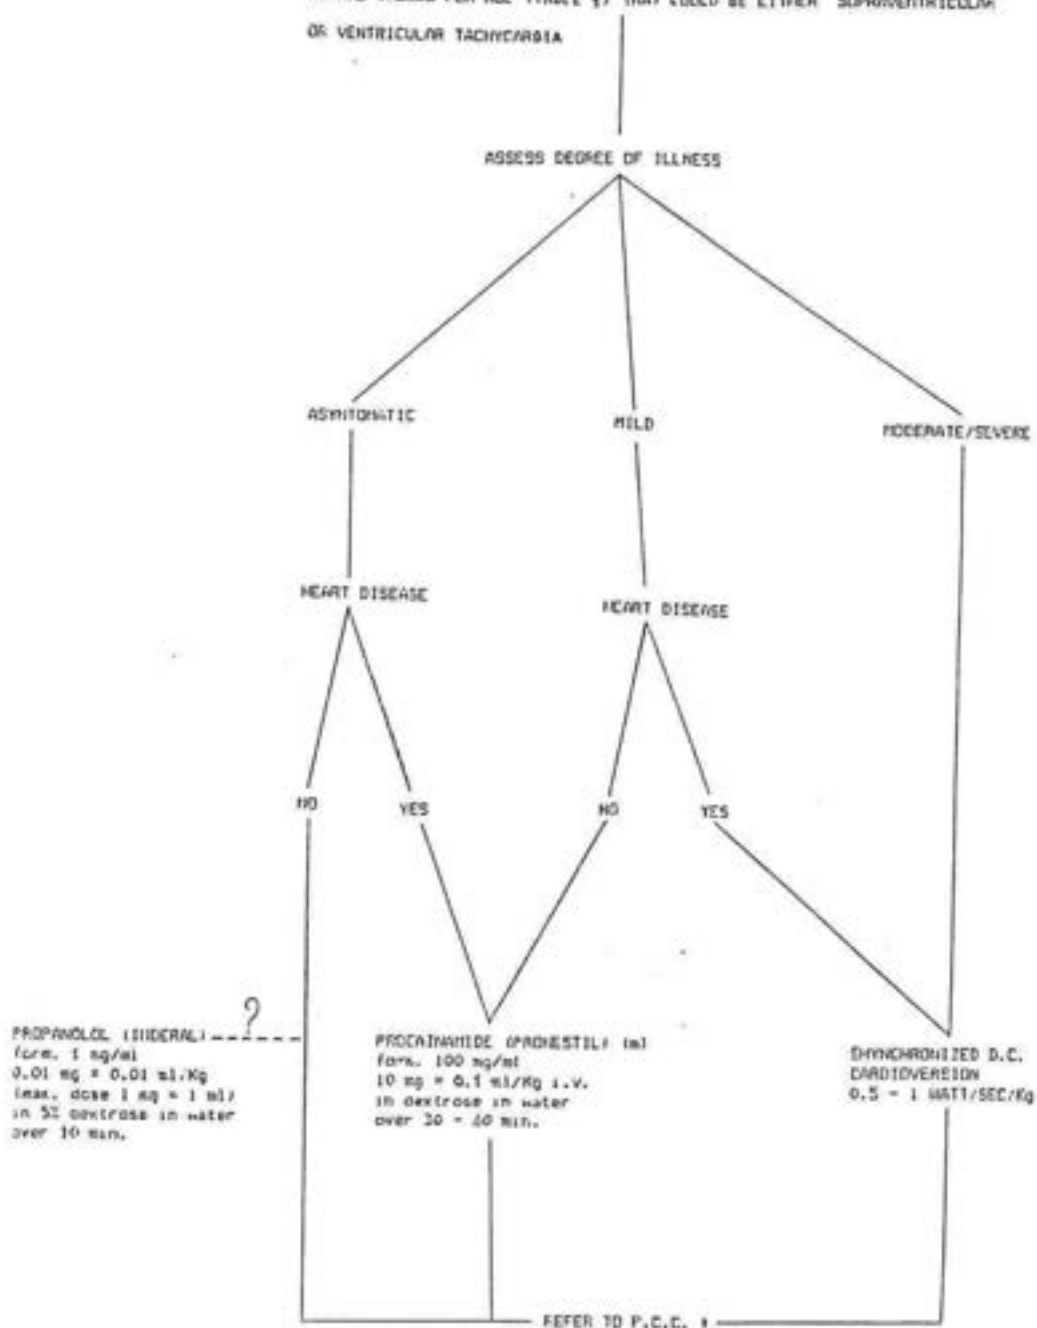 OR VENTRICULAR TACHYCARDIA
ASSESS DEGREE OF ILLNESS
ASYNTOMATIC
MILD
MODERATE/SEVERE
HEART DISEASE
HEART DISEASE
NO
YES
NO
YES
?
PROPANOLOL (INDERAL)
form. 1 mg/ml
0.01 mg = 0.01 ml/Kg
(max. dose 1 mg = 1 ml)
in 5% dextrose in water
over 10 min.
PROCAINAMIDE (PRONESTIL) (m)
form. 100 mg/ml
10 mg = 0.1 ml/Kg i.v.
in dextrose in water
over 30 - 60 min.
SHYNCHRONIZED D.C.
CARDIOVERSION
0.5 - 1 WATT/SEC/Kg
REFER TO P.C.C.